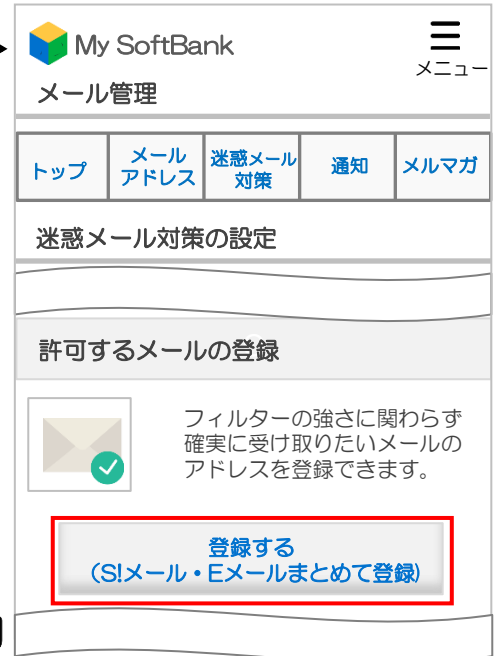 My SoftBank
メニュー
メール管理
トップ
メール
アドレス
迷惑メール
対策
通知
メルマガ
迷惑メール対策の設定
許可するメールの登録
フィルターの強さに関わらず
確実に受け取りたいメールの
アドレスを登録できます。
登録する
（S!メール・Eメールまとめて登録)